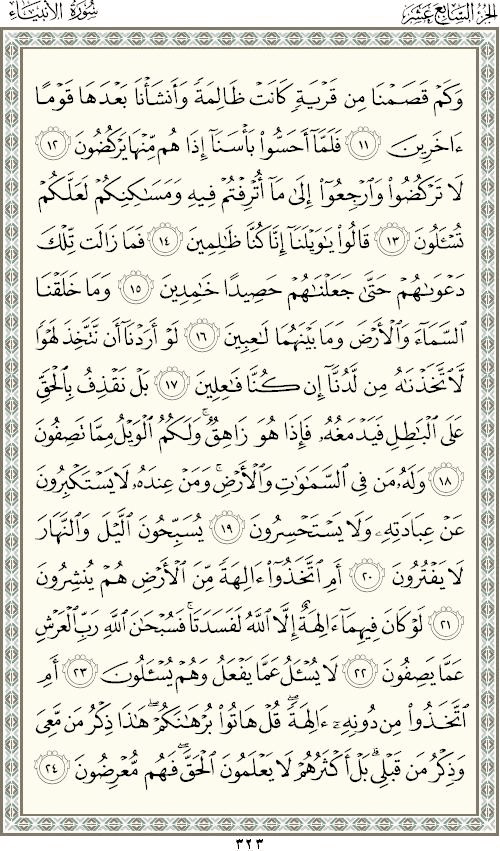 الجزء السابع عشر
سورة الأنبياء
وَكَمْ قَصَمْنَا مِن قَرْيَةٍ كَانَتْ ظَالِمَةً وَأَنشَأْنَا بَعْدَهَا قَوْمًا
ءَاخَرِينَ ١١ فَلَمَّآ أَحَسُّوا۟ بَأْسَنَآ إِذَا هُم مِّنْهَا يَرْكُضُونَ ١٢
لَا تَرْكُضُوا۟ وَٱرْجِعُوٓا۟ إِلَىٰ مَآ أُتْرِفْتُمْ فِيهِ وَمَسَٰكِنِكُمْ لَعَلَّكُمْ
تُسْـَٔلُونَ ١٣ قَالُوا۟ يَٰوَيْلَنَآ إِنَّا كُنَّا ظَٰلِمِينَ ١٤ فَمَا زَالَت تِّلْكَ
دَعْوَىٰهُمْ حَتَّىٰ جَعَلْنَٰهُمْ حَصِيدًا خَٰمِدِينَ ١٥ وَمَا خَلَقْنَا
ٱلسَّمَآءَ وَٱلْأَرْضَ وَمَا بَيْنَهُمَا لَٰعِبِينَ ١٦ لَوْ أَرَدْنَآ أَن نَّتَّخِذَ لَهْوًا
لَّٱتَّخَذْنَٰهُ مِن لَّدُنَّآ إِن كُنَّا فَٰعِلِينَ ١٧ بَلْ نَقْذِفُ بِٱلْحَقِّ
عَلَى ٱلْبَٰطِلِ فَيَدْمَغُهُۥ فَإِذَا هُوَ زَاهِقٌ ۚ وَلَكُمُ ٱلْوَيْلُ مِمَّا تَصِفُونَ
١٨ وَلَهُۥ مَن فِى ٱلسَّمَٰوَٰتِ وَٱلْأَرْضِ ۚ وَمَنْ عِندَهُۥ لَا يَسْتَكْبِرُونَ
عَنْ عِبَادَتِهِۦ وَلَا يَسْتَحْسِرُونَ ١٩ يُسَبِّحُونَ ٱلَّيْلَ وَٱلنَّهَارَ
لَا يَفْتُرُونَ ٢٠ أَمِ ٱتَّخَذُوٓا۟ ءَالِهَةً مِّنَ ٱلْأَرْضِ هُمْ يُنشِرُونَ
٢١ لَوْ كَانَ فِيهِمَآ ءَالِهَةٌ إِلَّا ٱللَّهُ لَفَسَدَتَا ۚ فَسُبْحَٰنَ ٱللَّهِ رَبِّ ٱلْعَرْشِ
عَمَّا يَصِفُونَ ٢٢ لَا يُسْـَٔلُ عَمَّا يَفْعَلُ وَهُمْ يُسْـَٔلُونَ ٢٣ أَمِ
ٱتَّخَذُوا۟ مِن دُونِهِۦٓ ءَالِهَةً ۖ قُلْ هَاتُوا۟ بُرْهَٰنَكُمْ ۖ هَٰذَا ذِكْرُ مَن مَّعِىَ
وَذِكْرُ مَن قَبْلِى ۗ بَلْ أَكْثَرُهُمْ لَا يَعْلَمُونَ ٱلْحَقَّ ۖ فَهُم مُّعْرِضُونَ ٢٤
٣٢٣